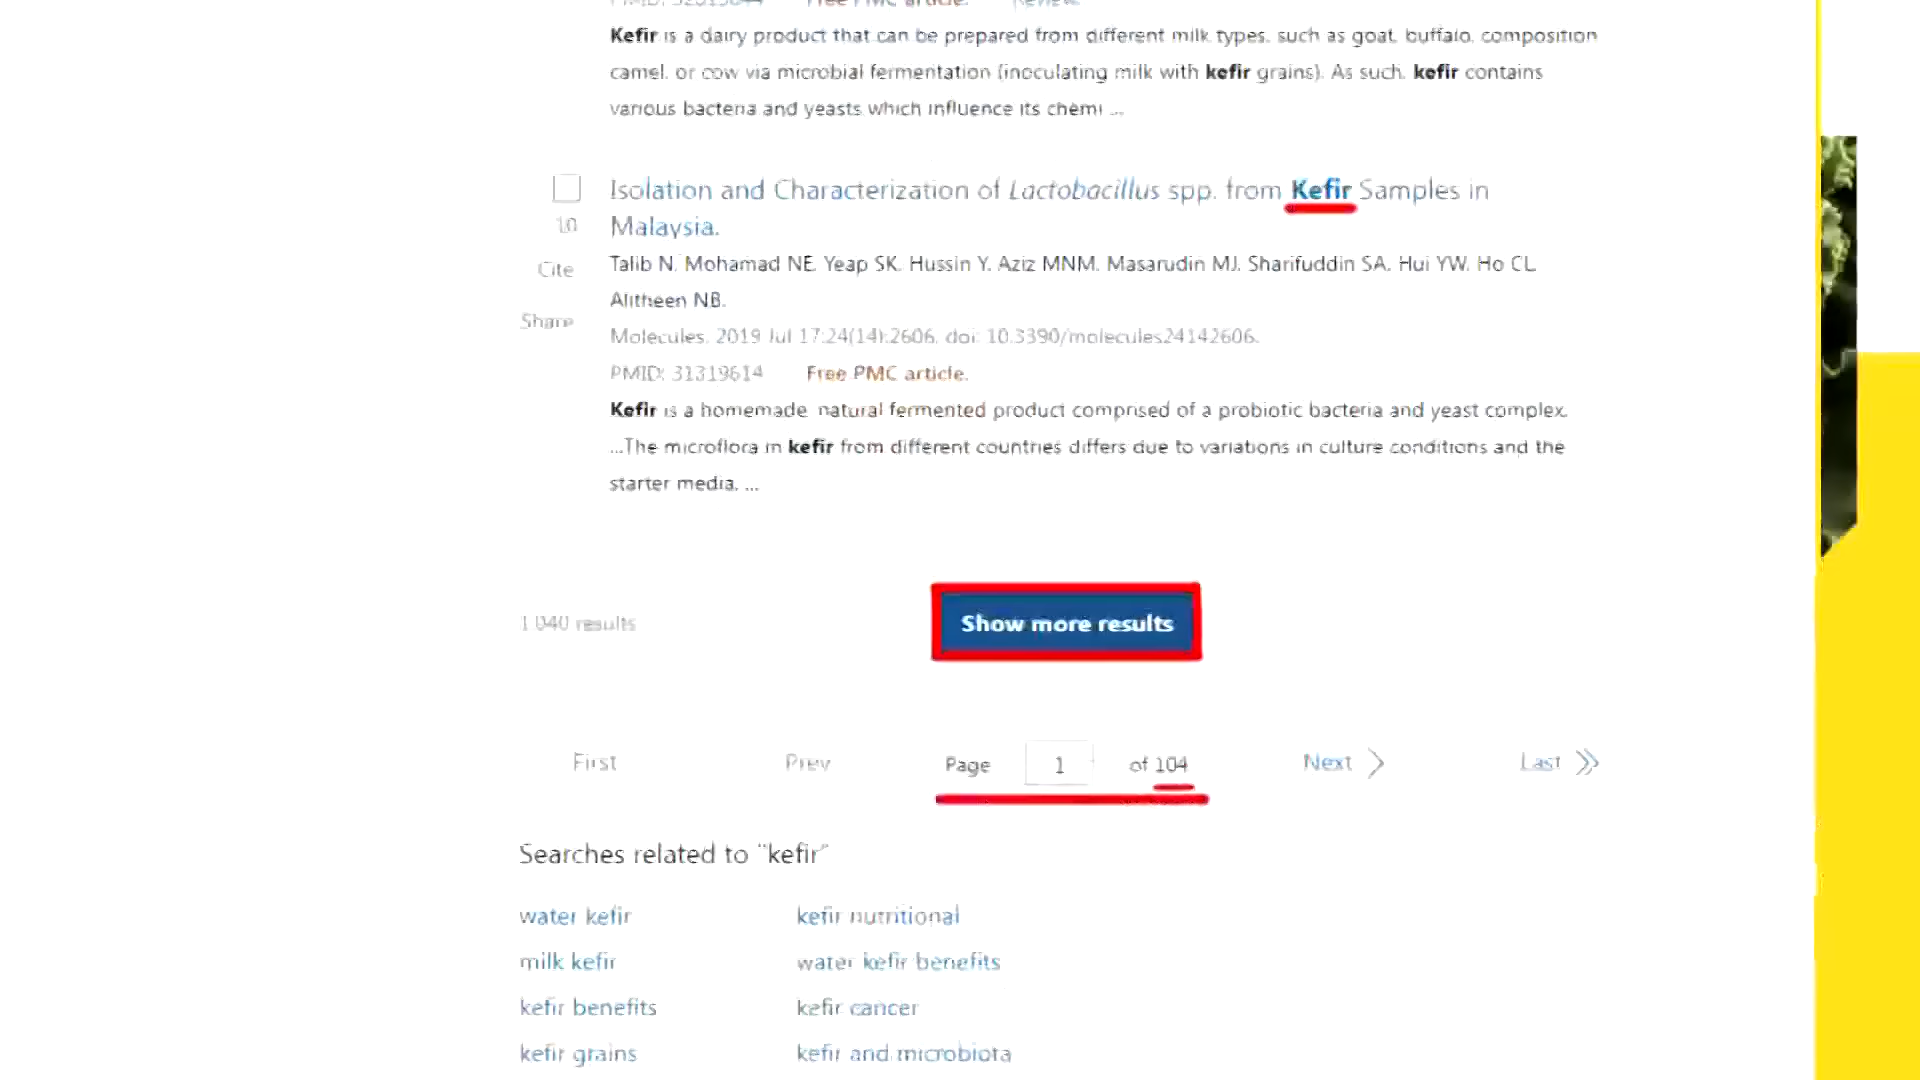 Free PMC article. Review.
Kefir is a dairy product that can be prepared from different milk types, such as goat, buffalo, composition
camel, or cow via microbial fermentation (inoculating milk with kefir grains). As such, kefir contains
various bacteria and yeasts which influence its chemi ...
Isolation and Characterization of Lactobacillus spp. from Kefir Samples in
Malaysia.
10
Talib N, Mohamad NE, Yeap SK, Hussin Y, Aziz MNM, Masarudin MJ, Sharifuddin SA, Hui YW, Ho CL,
Cite
Alitheen NB.
Share
Molecules. 2019 Jul 17;24(14):2606. doi: 10.3390/molecules24142606.
PMID: 31319614 Free PMC article.
Kefir is a homemade, natural fermented product comprised of a probiotic bacteria and yeast complex.
...The microflora in kefir from different countries differs due to variations in culture conditions and the
starter media. ...
1,040 results
Show more results
First Prev Page 1 of 104 Next Last
Searches related to "kefir"
water kefir kefir nutritional
milk kefir water kefir benefits
kefir benefits kefir cancer
kefir grains kefir and microbiota